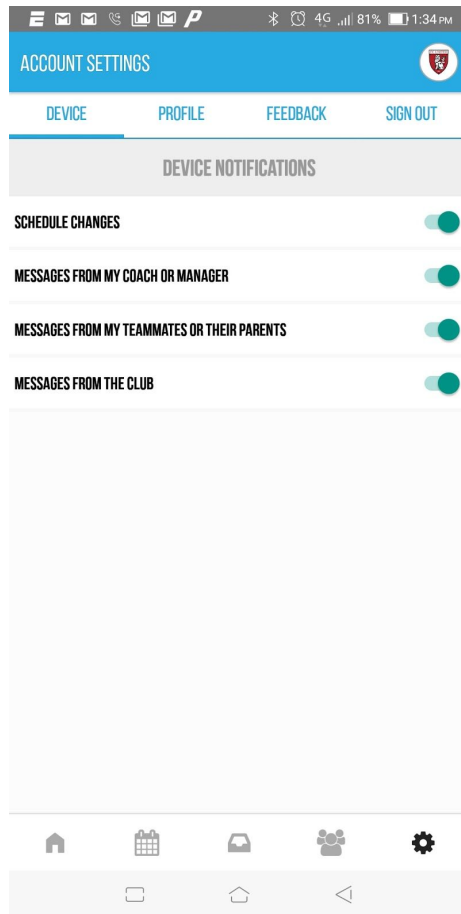 4G 81% 1:34 PM
ACCOUNT SETTINGS
DEVICE PROFILE FEEDBACK SIGN OUT
DEVICE NOTIFICATIONS
SCHEDULE CHANGES
MESSAGES FROM MY COACH OR MANAGER
MESSAGES FROM MY TEAMMATES OR THEIR PARENTS
MESSAGES FROM THE CLUB